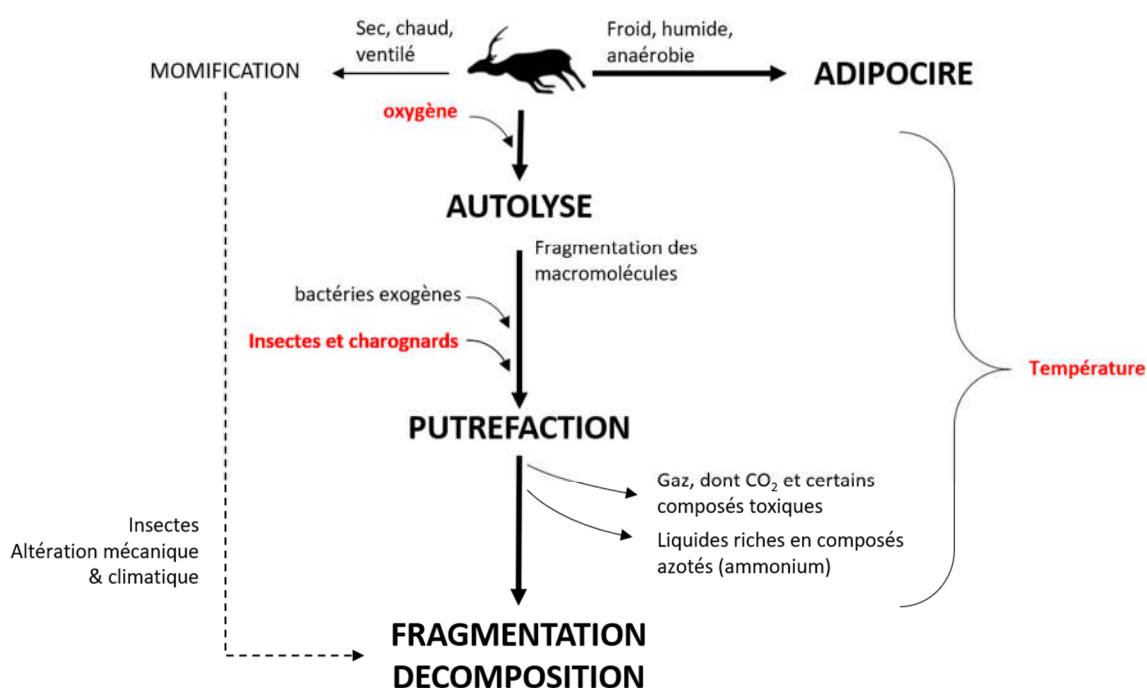 Sec, chaud,
ventilé
Froid, humide,
anaérobie
MOMIFICATION
ADIPOCIRE
oxygène
AUTOLYSE
Fragmentation des
macromolécules
bactéries exogènes
Insectes et charognards
Température
PUTREFACTION
Gaz, dont CO₂ et certains
composés toxiques
Liquides riches en composés
azotés (ammonium)
Insectes
Altération mécanique
& climatique
FRAGMENTATION
DECOMPOSITION